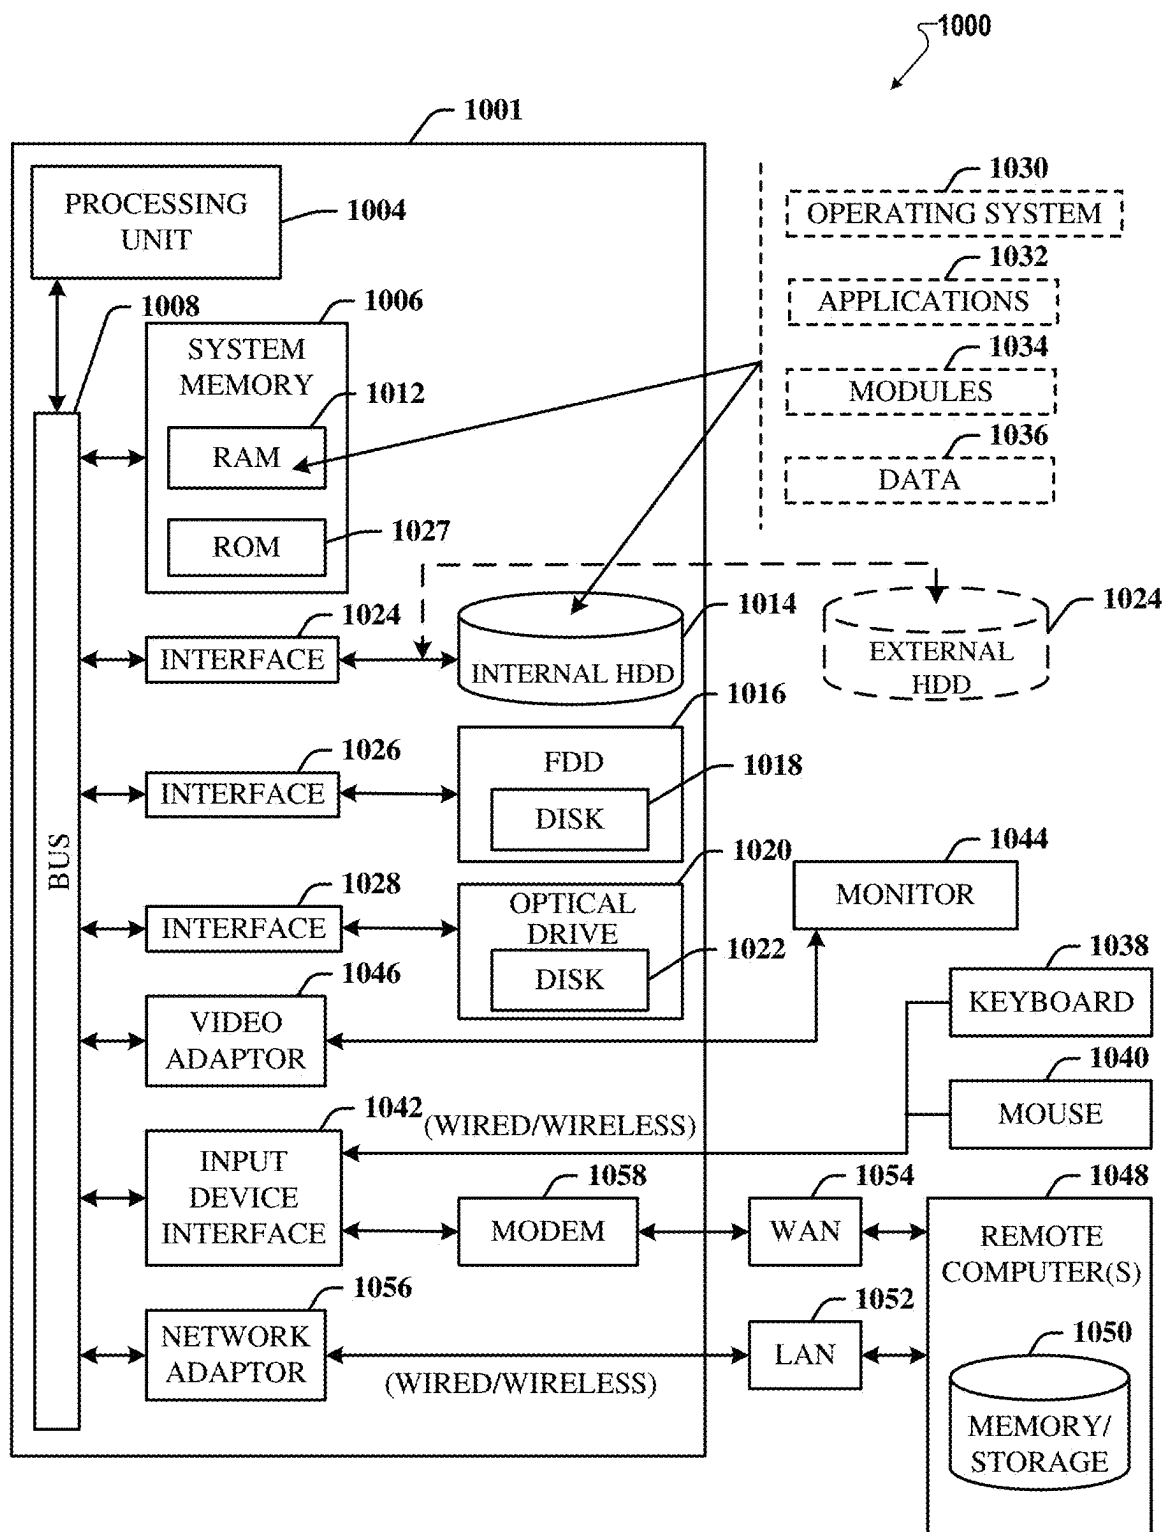 1000
1001
PROCESSING
UNIT
1004
1030
OPERATING SYSTEM
1032
APPLICATIONS
1034
MODULES
1036
DATA
1008
1006
SYSTEM
MEMORY
1012
RAM
1027
ROM
BUS
1024
INTERFACE
1014
INTERNAL HDD
1024
EXTERNAL
HDD
1026
INTERFACE
1016
FDD
1018
DISK
1028
INTERFACE
1020
OPTICAL
DRIVE
1022
DISK
1044
MONITOR
1046
VIDEO
ADAPTOR
1038
KEYBOARD
1040
MOUSE
1042
(WIRED/WIRELESS)
INPUT
DEVICE
INTERFACE
1058
MODEM
1054
WAN
1048
REMOTE
COMPUTER(S)
1056
NETWORK
ADAPTOR
(WIRED/WIRELESS)
1052
LAN
1050
MEMORY/
STORAGE